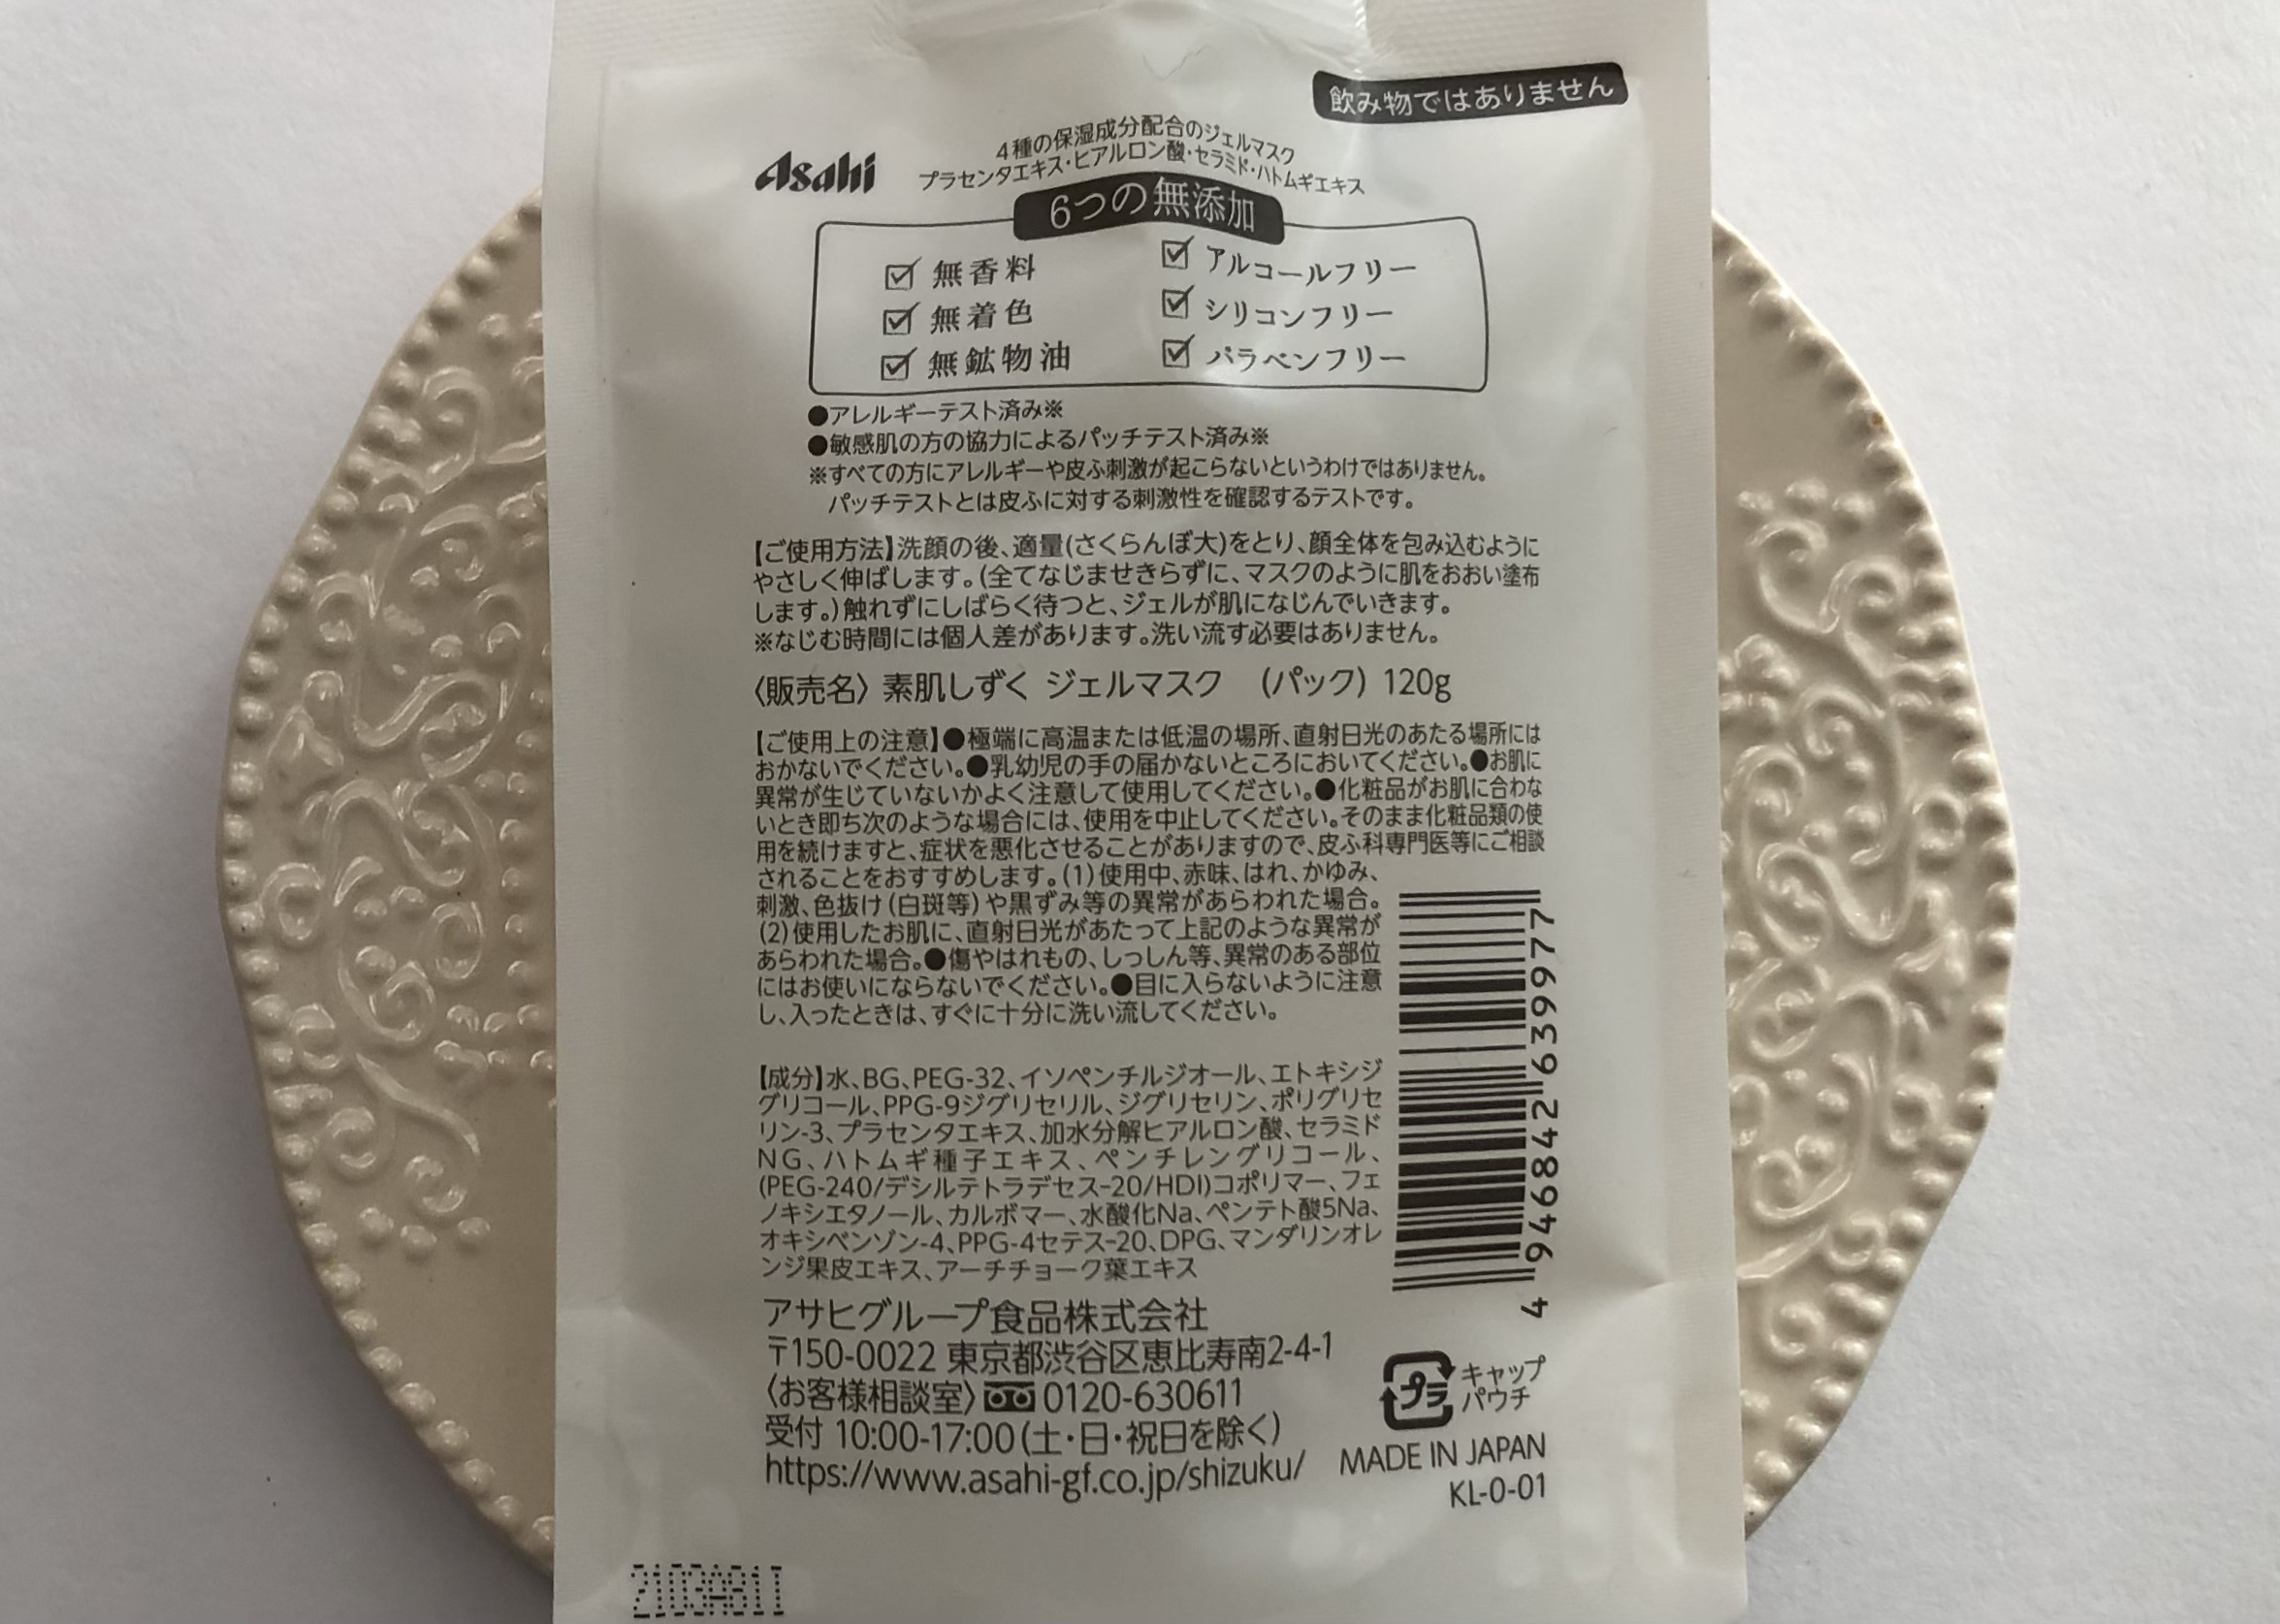 飲み物ではありません
4種の保湿成分配合のジェルマスク
Asahi
プラセンタエキス・ヒアルロン酸・セラミド・ハトムギエキス
6つの無添加
無香料
アルコールフリー
無着色
シリコンフリー
無鉱物油
パラベンフリー
●アレルギーテスト済み※
●敏感肌の方の協力によるパッチテスト済み※
※すべての方にアレルギーや皮ふ刺激が起こらないというわけではありません。
パッチテストとは皮ふに対する刺激性を確認するテストです。
【ご使用方法】洗顔の後、適量(さくらんぼ大)をとり、顔全体を包み込むように
やさしく伸ばします。(全てなじませきらずに、マスクのように肌をおおい塗布
します。)触れずにしばらく待つと、ジェルが肌になじんでいきます。
※なじむ時間には個人差があります。洗い流す必要はありません。
〈販売名〉 素肌しずく ジェルマスク (パック) 120g
【ご使用上の注意】●極端に高温または低温の場所、直射日光のあたる場所には
おかないでください。●乳幼児の手の届かないところにおいてください。●お肌に
異常が生じていないかよく注意して使用してください。●化粧品がお肌に合わな
いとき即ち次のような場合には、使用を中止してください。そのまま化粧品類の使
用を続けますと、症状を悪化させることがありますので、皮ふ科専門医等にご相談
されることをおすすめします。(1)使用中、赤味、はれ、かゆみ、
刺激、色抜け(白斑等)や黒ずみ等の異常があらわれた場合。
(2)使用したお肌に、直射日光があたって上記のような異常が
あらわれた場合。●傷やはれもの、しっしん等、異常のある部位
にはお使いにならないでください。●目に入らないように注意
し、入ったときは、すぐに十分に洗い流してください。
【成分】水、BG、PEG-32、イソペンチルジオール、エトキシジ
グリコール、PPG-9ジグリセリル、ジグリセリン、ポリグリセ
リン-3、プラセンタエキス、加水分解ヒアルロン酸、セラミド
NG、ハトムギ種子エキス、ペンチレングリコール、
(PEG-240/デシルテトラデセス-20/HDI)コポリマー、フェ
ノキシエタノール、カルボマー、水酸化Na、ペンテト酸5Na、
オキシベンゾン-4、PPG-4セテス-20、DPG、マンダリンオレ
ンジ果皮エキス、アーチチョーク葉エキス
4 946842 639977
アサヒグループ食品株式会社
〒150-0022 東京都渋谷区恵比寿南2-4-1
〈お客様相談室〉 0120-630611
受付 10:00-17:00(土・日・祝日を除く)
https://www.asahi-gf.co.jp/shizuku/
プラ
キャップ
パウチ
MADE IN JAPAN
KL-0-01
2103A811